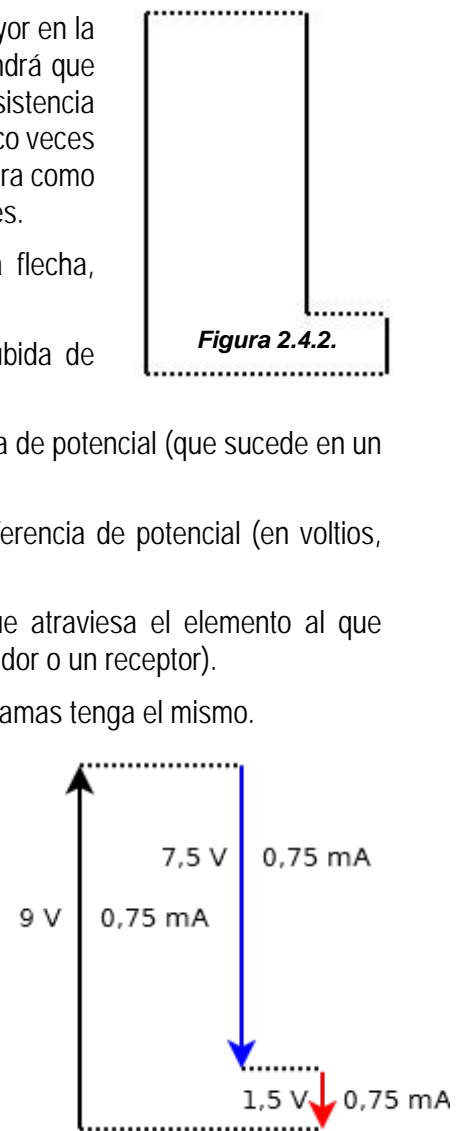 yor en la
ndrá que
sistencia
co veces
ra como
es.
flecha,
Figura 2.4.2.
ubida de
a de potencial (que sucede en un
ferencia de potencial (en voltios,
ue atraviesa el elemento al que
dor o un receptor).
amas tenga el mismo.
7,5 V 0,75 mA
9 V 0,75 mA
1,5 V 0,75 mA